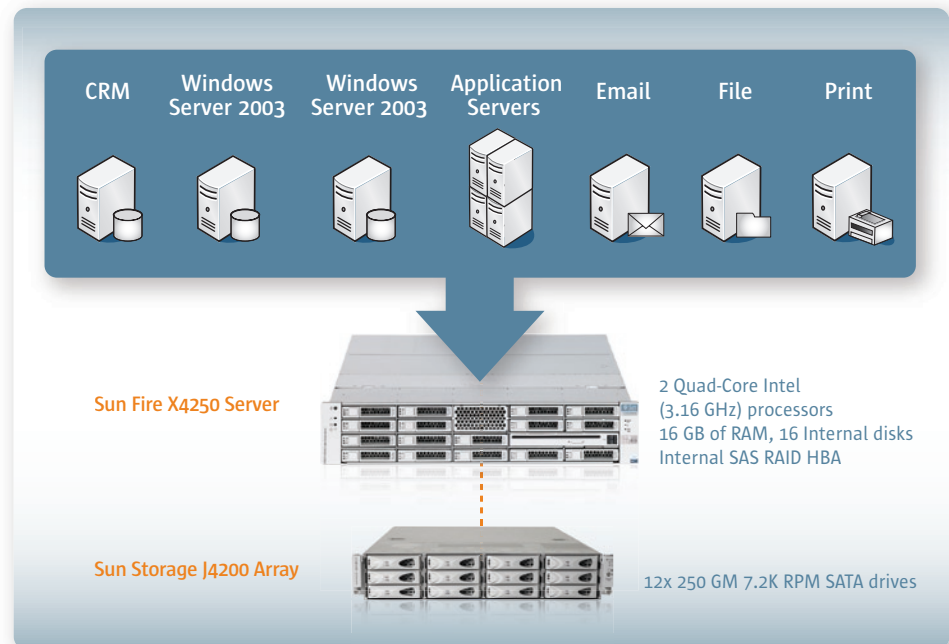 CRM
Windows
Server 2003
Windows
Server 2003
Application
Servers
Email
File
Print
Sun Fire X4250 Server
2 Quad-Core Intel
(3.16 GHz) processors
16 GB of RAM, 16 Internal disks
Internal SAS RAID HBA
Sun Storage J4200 Array
12x 250 GM 7.2K RPM SATA drives